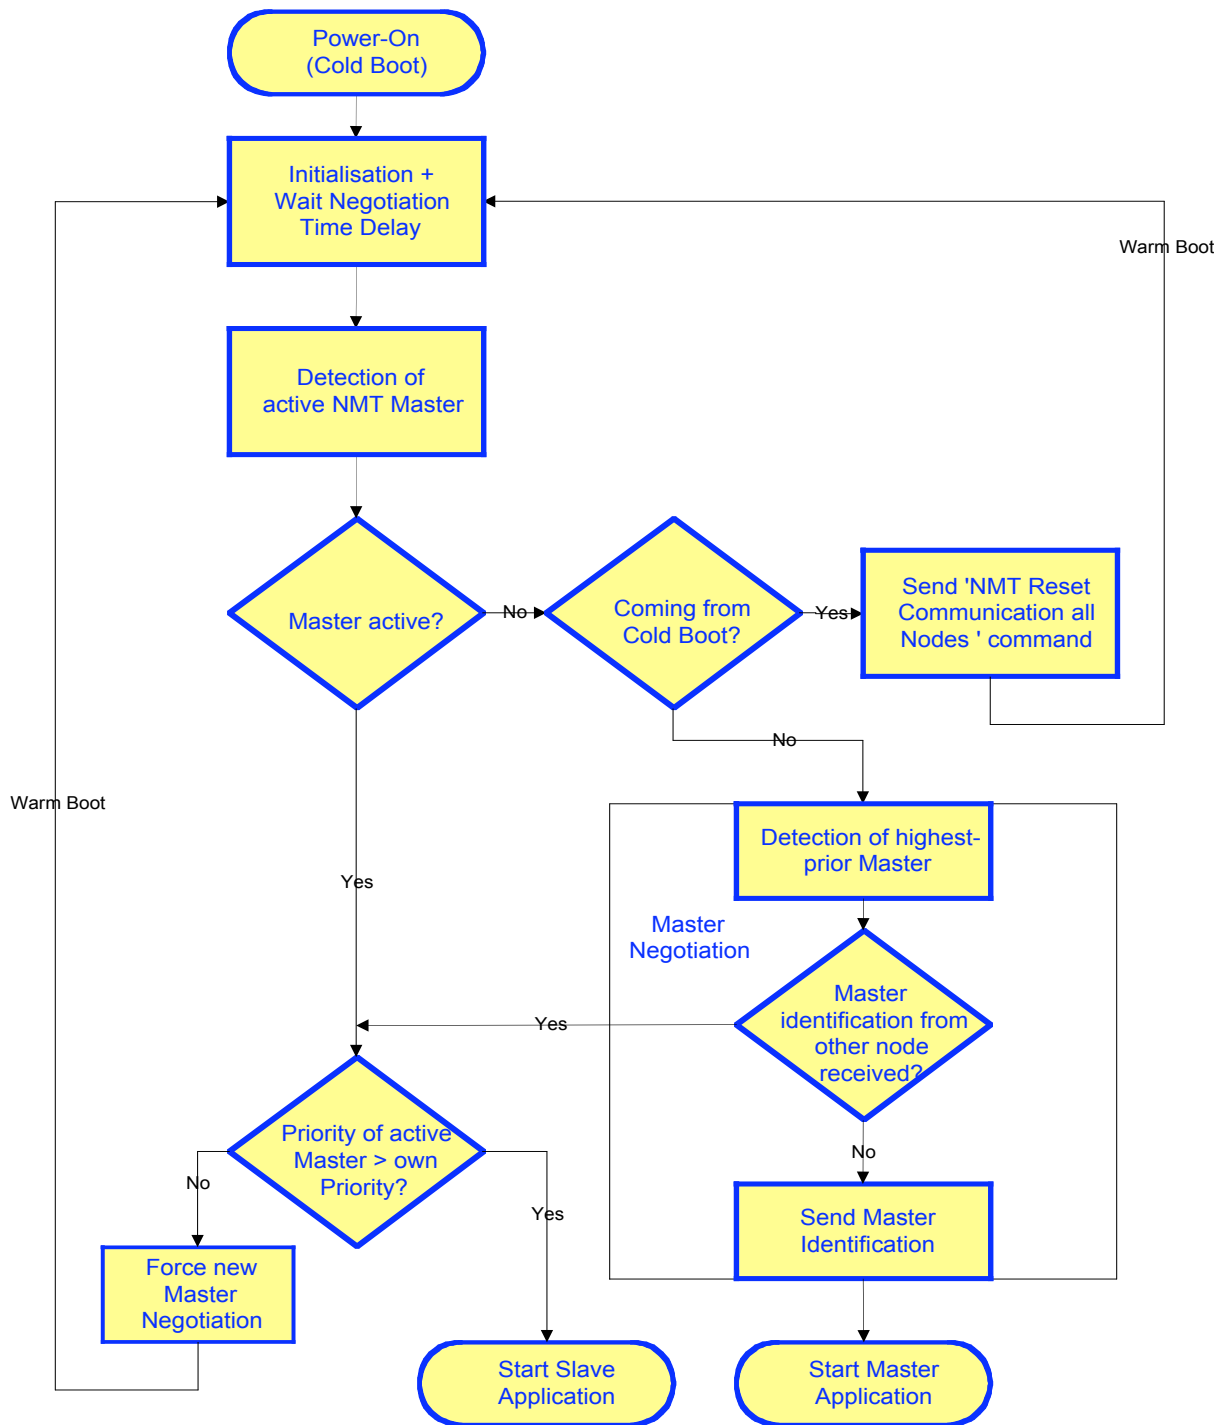 Power-On
(Cold Boot)
Initialisation +
Wait Negotiation
Time Delay
Warm Boot
Detection of
active NMT Master
Master active?
No
Coming from
Cold Boot?
Yes
Send 'NMT Reset
Communication all
Nodes ' command
No
Warm Boot
Detection of highest-
prior Master
Yes
Master
Negotiation
Master
identification from
other node
received?
Yes
Priority of active
Master > own
Priority?
No
No
Yes
Send Master
Identification
Force new
Master
Negotiation
Start Slave
Application
Start Master
Application